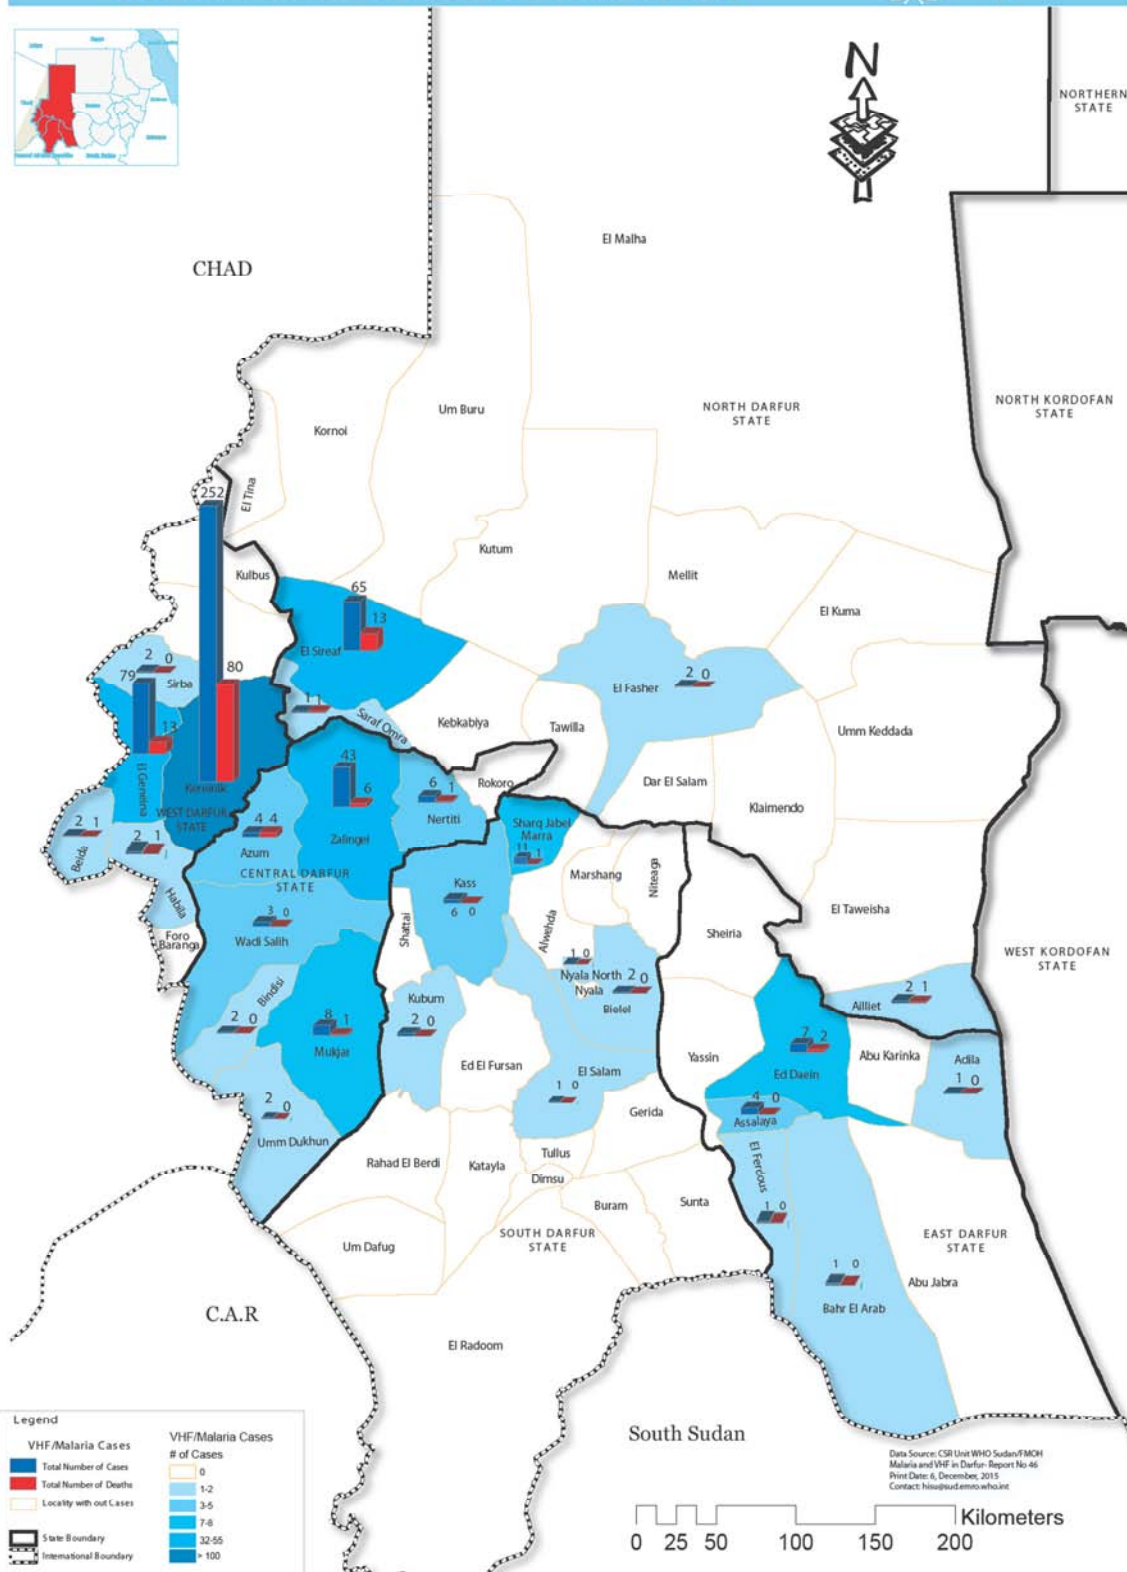 N
NORTHERN
STATE
El Malha
CHAD
NORTH DARFUR
STATE
NORTH KORDOFAN
STATE
Um Buru
Kornoi
El Tina
252
Kutum
Kulbus
Mellit
El Kuma
65
13
El Sireaf
80
2 0
Sirba
79
13
El Geneina
Kereinik
WEST DARFUR
STATE
1 1
Saraf Omra
Kebkabiya
Tawilla
El Fasher
2 0
Umm Keddada
Dar El Salam
Klaimendo
Rokoro
43
6
Zalingei
6 1
Nertiti
Sharq Jabel
Marra
11 1
2 1
Beida
2 1
Habila
4 4
Azum
CENTRAL DARFUR
STATE
Kass
6 0
Marshang
Niteaga
Alwehda
Shattai
Foro
Baranga
3 0
Wadi Salih
Sheiria
El Taweisha
WEST KORDOFAN
STATE
1 0
Nyala North
Nyala
2 0
Bielel
Bindisi
2 0
8 1
Mukjar
Kubum
2 0
Ed El Fursan
El Salam
1 0
Yassin
7 2
Ed Daein
2 1
Ailliet
Abu Karinka
Adila
1 0
4 0
Assalaya
2 0
Umm Dukhun
Gerida
Rahad El Berdi
Katayla
Tullus
Dimsu
Buram
Sunta
El Ferdous
1 0
Um Dafug
SOUTH DARFUR
STATE
EAST DARFUR
STATE
1 0
Bahr El Arab
Abu Jabra
C.A.R
El Radoom
South Sudan
Legend
VHF/Malaria Cases
Total Number of Cases
Total Number of Deaths
Locality with out Cases
State Boundary
International Boundary
VHF/Malaria Cases
# of Cases
0
1-2
3-5
7-8
32-55
> 100
Data Source: CSR Unit WHO Sudan/FMOH
Malaria and VHF in Darfur- Report No 46
Print Date: 6, December, 2015
Contact: hisu@sud.emro.who.int
Kilometers
0 25 50 100 150 200